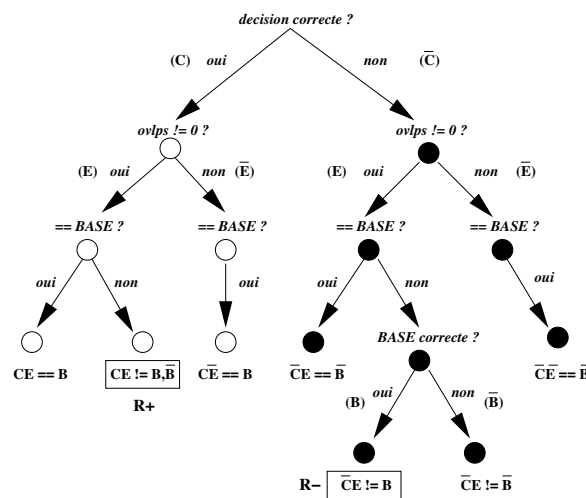 decision correcte ?
(C) oui non (C̅)
ovlps != 0 ? ovlps != 0 ?
(E) oui non (E̅) (E) oui non (E̅)
== BASE ? == BASE ? == BASE ? == BASE ?
oui non oui oui non oui
BASE correcte ?
CE == B CE != B,B̅ CE̅ == B C̅E == B̅ C̅ E̅ == B̅
R+
(B) oui non (B̅)
R− C̅E != B C̅E != B̅